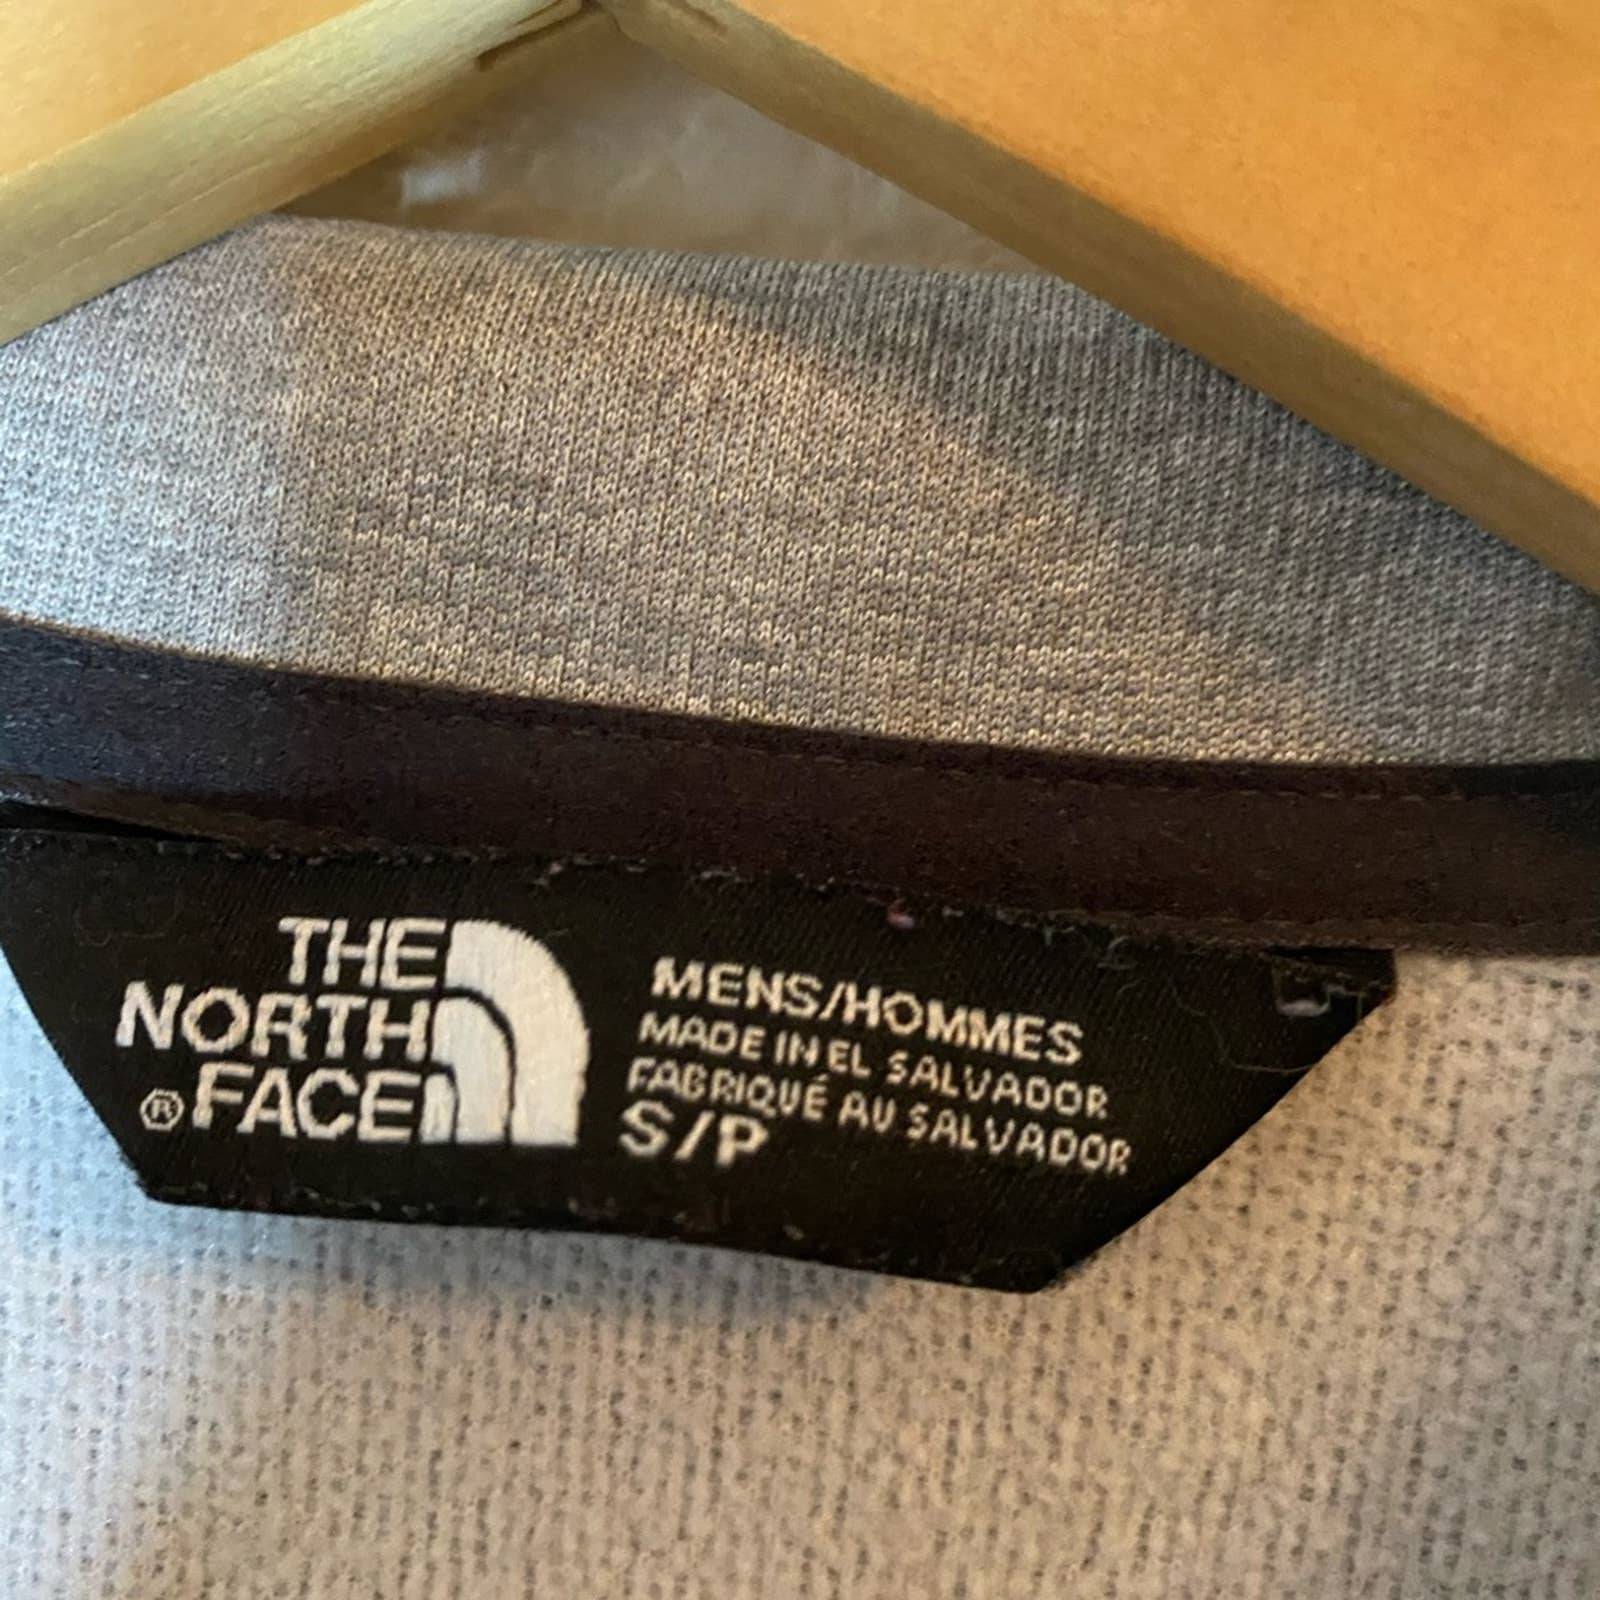 THE
NORTH
®FACE
MENS/HOMMES
MADE IN EL SALVADOR
FABRIQUÉ AU SALVADOR
S/P